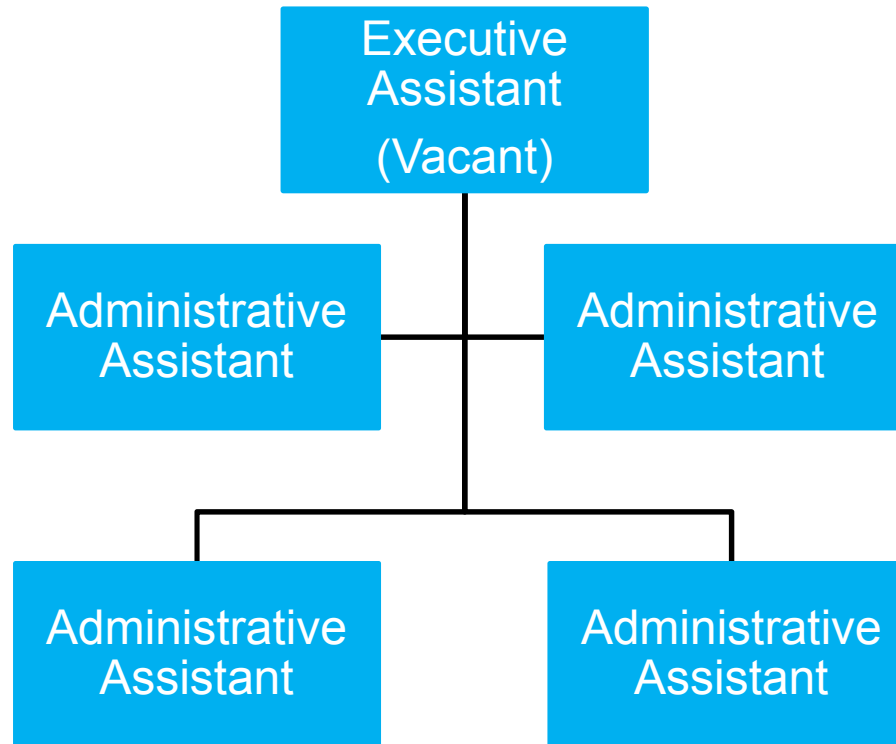 Executive
Assistant
(Vacant)
Administrative
Assistant
Administrative
Assistant
Administrative
Assistant
Administrative
Assistant